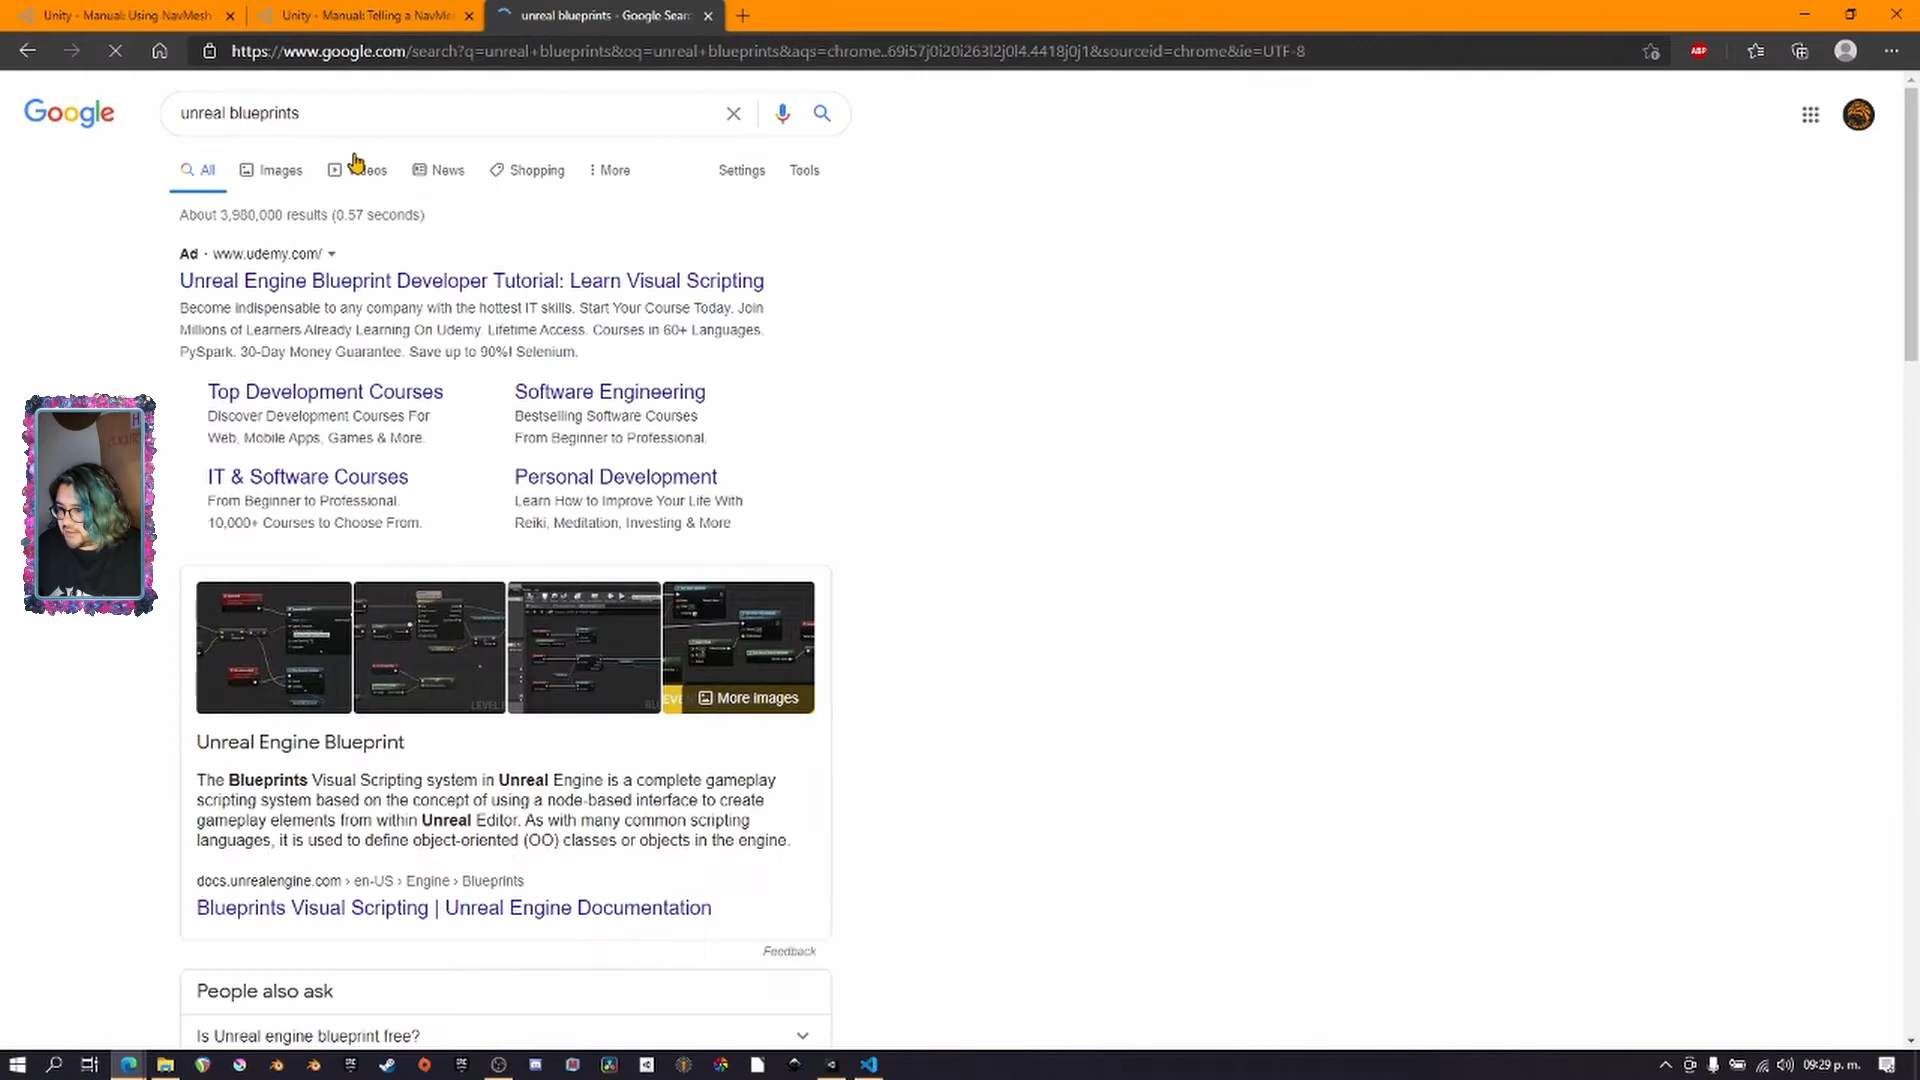 Unity - Manual: Using NavMesh
Unity - Manual: Telling a NavMe
unreal blueprints - Google Sear
https://www.google.com/search?q=unreal+blueprints&oq=unreal+blueprints&aqs=chrome..69i57j0i20i263l2j0l4.4418j0j1&sourceid=chrome&ie=UTF-8
ABP
Google
unreal blueprints
All
Images
News
Shopping
More
Settings
Tools
About 3,980,000 results (0.57 seconds)
Ad · www.udemy.com/
Unreal Engine Blueprint Developer Tutorial: Learn Visual Scripting
Become indispensable to any company with the hottest IT skills. Start Your Course Today. Join
Millions of Learners Already Learning On Udemy. Lifetime Access. Courses in 60+ Languages.
PySpark. 30-Day Money Guarantee. Save up to 90%! Selenium.
Top Development Courses
Discover Development Courses For
Web, Mobile Apps, Games & More.
Software Engineering
Bestselling Software Courses
From Beginner to Professional.
IT & Software Courses
From Beginner to Professional.
10,000+ Courses to Choose From.
Personal Development
Learn How to Improve Your Life With
Reiki, Meditation, Investing & More
More images
Unreal Engine Blueprint
The Blueprints Visual Scripting system in Unreal Engine is a complete gameplay
scripting system based on the concept of using a node-based interface to create
gameplay elements from within Unreal Editor. As with many common scripting
languages, it is used to define object-oriented (OO) classes or objects in the engine.
docs.unrealengine.com › en-US › Engine › Blueprints
Blueprints Visual Scripting | Unreal Engine Documentation
Feedback
People also ask
Is Unreal engine blueprint free?
09:29 p. m.